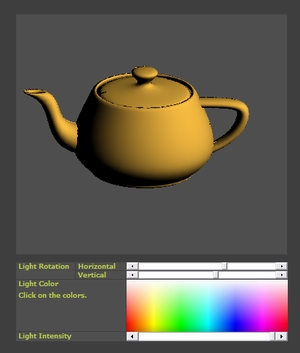 Light Rotation Horizontal
Vertical
Light Color
Click on the colors.
Light Intensity